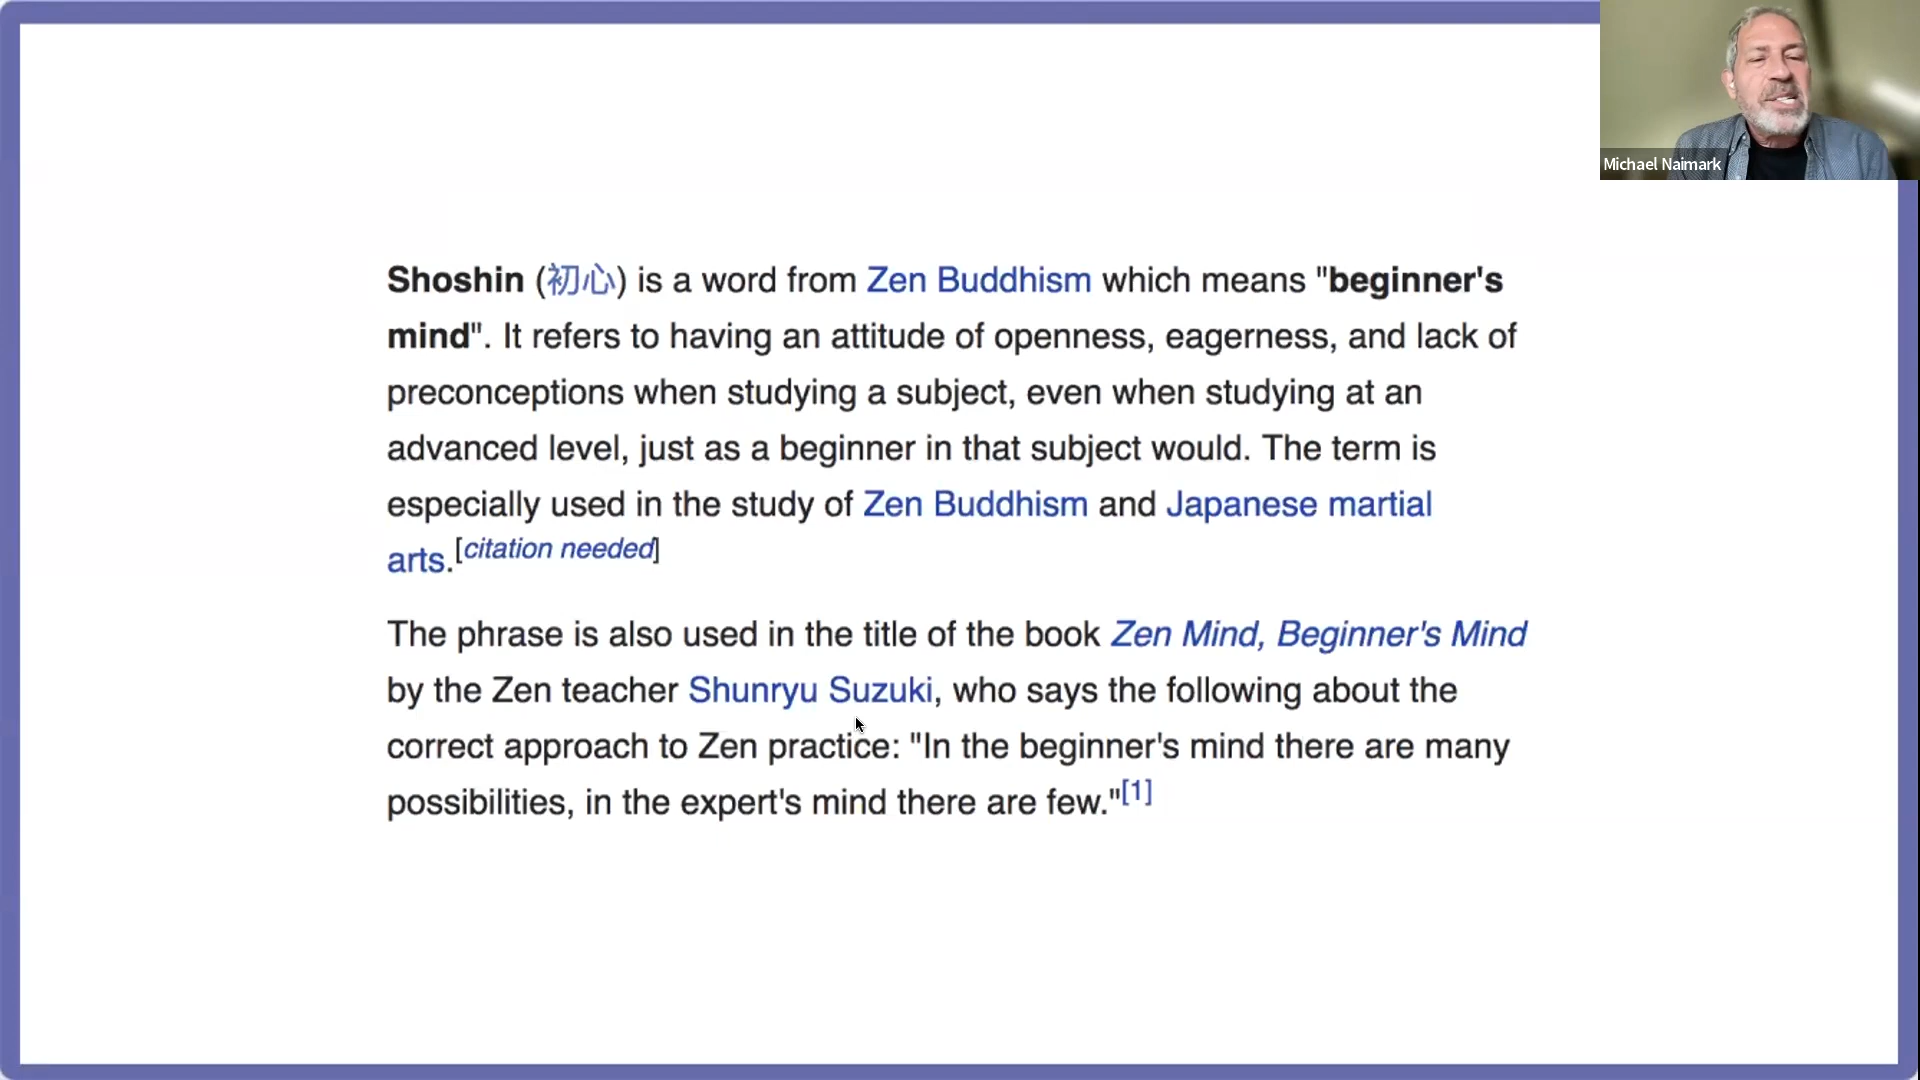 Michael Naimark
Shoshin (初心) is a word from Zen Buddhism which means "beginner's
mind". It refers to having an attitude of openness, eagerness, and lack of
preconceptions when studying a subject, even when studying at an
advanced level, just as a beginner in that subject would. The term is
especially used in the study of Zen Buddhism and Japanese martial
arts.[citation needed]
The phrase is also used in the title of the book Zen Mind, Beginner's Mind
by the Zen teacher Shunryu Suzuki, who says the following about the
correct approach to Zen practice: "In the beginner's mind there are many
possibilities, in the expert's mind there are few."[1]